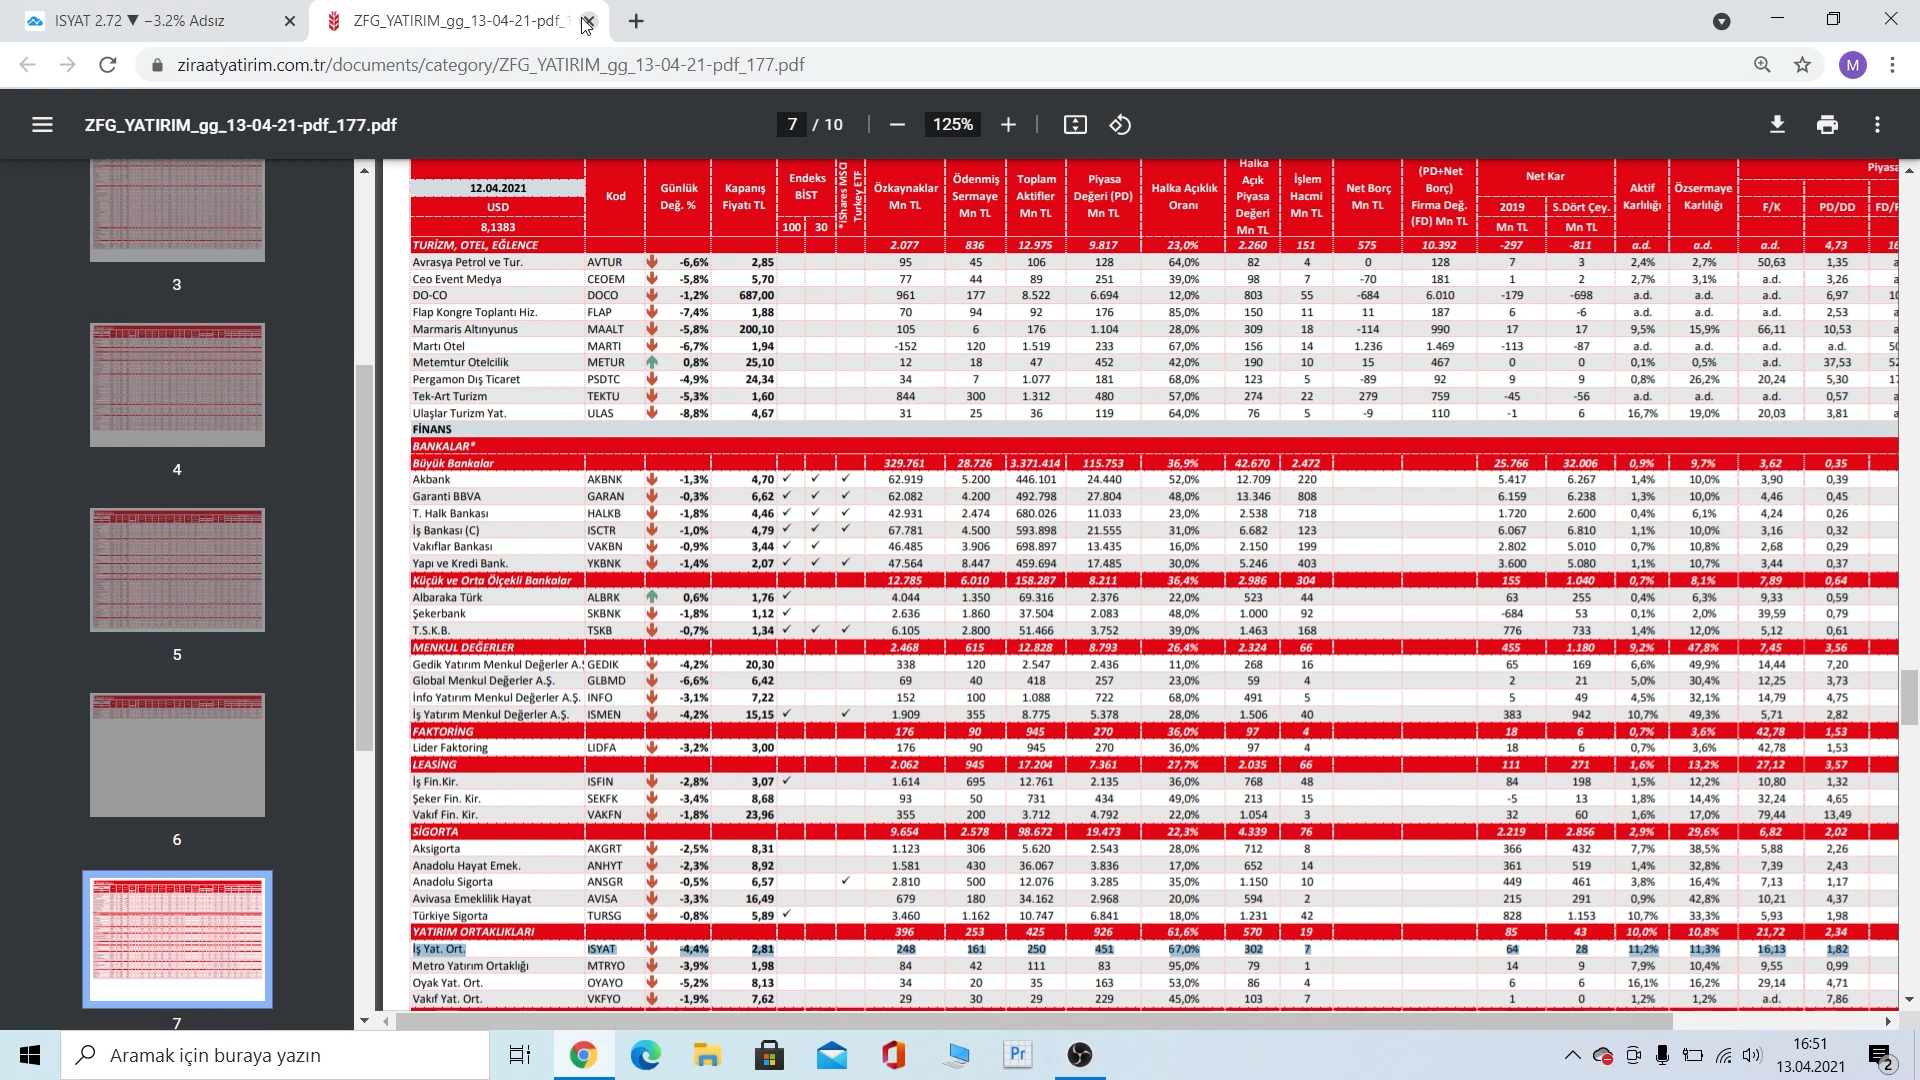 ISYAT 2.72 ▼ −3.2% Adsız
ZFG_YATIRIM_gg_13-04-21-pdf_1
ziraatyatirim.com.tr/documents/category/ZFG_YATIRIM_gg_13-04-21-pdf_177.pdf
M
ZFG_YATIRIM_gg_13-04-21-pdf_177.pdf
7 / 10
125%
3
4
5
6
7
12.04.2021
USD
8,1383
Kod
Günlük Değ. %
Kapanış Fiyatı TL
Endeks BİST
100 30
*iShares MSCI Turkey ETF
Özkaynaklar Mn TL
Ödenmiş Sermaye Mn TL
Toplam Aktifler Mn TL
Piyasa Değeri (PD) Mn TL
Halka Açıklık Oranı
Halka Açık Piyasa Değeri Mn TL
İşlem Hacmi Mn TL
Net Borç Mn TL
(PD+Net Borç) Firma Değ. (FD) Mn TL
Net Kar
2019 Mn TL
S.Dört Çey. Mn TL
Aktif Karlılığı
Özsermaye Karlılığı
Piyasa
F/K
PD/DD
FD/F
TURİZM, OTEL, EĞLENCE 2.077 836 12.975 9.817 23,0% 2.260 151 575 10.392 -297 -811 a.d. a.d. a.d. 4,73 16
Avrasya Petrol ve Tur. AVTUR -6,6% 2,85 95 45 106 128 64,0% 82 4 0 128 7 3 2,4% 2,7% 50,63 1,35 a
Ceo Event Medya CEOEM -5,8% 5,70 77 44 89 251 39,0% 98 7 -70 181 1 2 2,7% 3,1% a.d. 3,26 a
DO-CO DOCO -1,2% 687,00 961 177 8.522 6.694 12,0% 803 55 -684 6.010 -179 -698 a.d. a.d. a.d. 6,97 10
Flap Kongre Toplantı Hiz. FLAP -7,4% 1,88 70 94 92 176 85,0% 150 11 11 187 6 -6 a.d. a.d. a.d. 2,53 a
Marmaris Altınyunus MAALT -5,8% 200,10 105 6 176 1.104 28,0% 309 18 -114 990 17 17 9,5% 15,9% 66,11 10,53 a
Martı Otel MARTI -6,7% 1,94 -152 120 1.519 233 67,0% 156 14 1.236 1.469 -113 -87 a.d. a.d. a.d. a.d. 50
Metemtur Otelcilik METUR 0,8% 25,10 12 18 47 452 42,0% 190 10 15 467 0 0 0,1% 0,5% a.d. 37,53 52
Pergamon Dış Ticaret PSDTC -4,9% 24,34 34 7 1.077 181 68,0% 123 5 -89 92 9 9 0,8% 26,2% 20,24 5,30 17
Tek-Art Turizm TEKTU -5,3% 1,60 844 300 1.312 480 57,0% 274 22 279 759 -45 -56 a.d. a.d. a.d. 0,57 a
Ulaşlar Turizm Yat. ULAS -8,8% 4,67 31 25 36 119 64,0% 76 5 -9 110 -1 6 16,7% 19,0% 20,03 3,81 a
FİNANS
BANKALAR*
Büyük Bankalar 329.761 28.726 3.371.414 115.753 36,9% 42.670 2.472 25.766 32.006 0,9% 9,7% 3,62 0,35
Akbank AKBNK -1,3% 4,70 ✓ ✓ ✓ 62.919 5.200 446.101 24.440 52,0% 12.709 220 5.417 6.267 1,4% 10,0% 3,90 0,39
Garanti BBVA GARAN -0,3% 6,62 ✓ ✓ ✓ 62.082 4.200 492.798 27.804 48,0% 13.346 808 6.159 6.238 1,3% 10,0% 4,46 0,45
T. Halk Bankası HALKB -1,8% 4,46 ✓ ✓ ✓ 42.931 2.474 680.026 11.033 23,0% 2.538 718 1.720 2.600 0,4% 6,1% 4,24 0,26
İş Bankası (C) ISCTR -1,0% 4,79 ✓ ✓ ✓ 67.781 4.500 593.898 21.555 31,0% 6.682 123 6.067 6.810 1,1% 10,0% 3,16 0,32
Vakıflar Bankası VAKBN -0,9% 3,44 ✓ ✓ 46.485 3.906 698.897 13.435 16,0% 2.150 199 2.802 5.010 0,7% 10,8% 2,68 0,29
Yapı ve Kredi Bank. YKBNK -1,4% 2,07 ✓ ✓ ✓ 47.564 8.447 459.694 17.485 30,0% 5.246 403 3.600 5.080 1,1% 10,7% 3,44 0,37
Küçük ve Orta Ölçekli Bankalar 12.785 6.010 158.287 8.211 36,4% 2.986 304 155 1.040 0,7% 8,1% 7,89 0,64
Albaraka Türk ALBRK 0,6% 1,76 ✓ 4.044 1.350 69.316 2.376 22,0% 523 44 63 255 0,4% 6,3% 9,33 0,59
Şekerbank SKBNK -1,8% 1,12 ✓ 2.636 1.860 37.504 2.083 48,0% 1.000 92 -684 53 0,1% 2,0% 39,59 0,79
T.S.K.B. TSKB -0,7% 1,34 ✓ ✓ ✓ 6.105 2.800 51.466 3.752 39,0% 1.463 168 776 733 1,4% 12,0% 5,12 0,61
MENKUL DEĞERLER 2.468 615 12.828 8.793 26,4% 2.324 66 455 1.180 9,2% 47,8% 7,45 3,56
Gedik Yatırım Menkul Değerler A.Ş GEDIK -4,2% 20,30 338 120 2.547 2.436 11,0% 268 16 65 169 6,6% 49,9% 14,44 7,20
Global Menkul Değerler A.Ş. GLBMD -6,6% 6,42 69 40 418 257 23,0% 59 4 2 21 5,0% 30,4% 12,25 3,73
İnfo Yatırım Menkul Değerler A.Ş. INFO -3,1% 7,22 152 100 1.088 722 68,0% 491 5 5 49 4,5% 32,1% 14,79 4,75
İş Yatırım Menkul Değerler A.Ş. ISMEN -4,2% 15,15 ✓ ✓ 1.909 355 8.775 5.378 28,0% 1.506 40 383 942 10,7% 49,3% 5,71 2,82
FAKTORİNG 176 90 945 270 36,0% 97 4 18 6 0,7% 3,6% 42,78 1,53
Lider Faktoring LIDFA -3,2% 3,00 176 90 945 270 36,0% 97 4 18 6 0,7% 3,6% 42,78 1,53
LEASİNG 2.062 945 17.204 7.361 27,7% 2.035 66 111 271 1,6% 13,2% 27,12 3,57
İş Fin.Kir. ISFIN -2,8% 3,07 ✓ 1.614 695 12.761 2.135 36,0% 768 48 84 198 1,5% 12,2% 10,80 1,32
Şeker Fin. Kir. SEKFK -3,4% 8,68 93 50 731 434 49,0% 213 15 -5 13 1,8% 14,4% 32,24 4,65
Vakıf Fin. Kir. VAKFN -1,8% 23,96 355 200 3.712 4.792 22,0% 1.054 3 32 60 1,6% 17,0% 79,44 13,49
SİGORTA 9.654 2.578 98.672 19.473 22,3% 4.339 76 2.219 2.856 2,9% 29,6% 6,82 2,02
Aksigorta AKGRT -2,5% 8,31 1.123 306 5.620 2.543 28,0% 712 8 366 432 7,7% 38,5% 5,88 2,26
Anadolu Hayat Emek. ANHYT -2,3% 8,92 1.581 430 36.067 3.836 17,0% 652 14 361 519 1,4% 32,8% 7,39 2,43
Anadolu Sigorta ANSGR -0,5% 6,57 ✓ 2.810 500 12.076 3.285 35,0% 1.150 10 449 461 3,8% 16,4% 7,13 1,17
Avivasa Emeklilik Hayat AVISA -3,3% 16,49 679 180 34.162 2.968 20,0% 594 2 215 291 0,9% 42,8% 10,21 4,37
Türkiye Sigorta TURSG -0,8% 5,89 ✓ 3.460 1.162 10.747 6.841 18,0% 1.231 42 828 1.153 10,7% 33,3% 5,93 1,98
YATIRIM ORTAKLIKLARI 396 253 425 926 61,6% 570 19 85 43 10,0% 10,8% 21,72 2,34
İş Yat. Ort. ISYAT -4,4% 2,81 248 161 250 451 67,0% 302 7 64 28 11,2% 11,3% 16,13 1,82
Metro Yatırım Ortaklığı MTRYO -3,9% 1,98 84 42 111 83 95,0% 79 1 14 9 7,9% 10,4% 9,55 0,99
Oyak Yat. Ort. OYAYO -5,2% 8,13 34 20 35 163 53,0% 86 4 6 6 16,1% 16,2% 29,14 4,71
Vakıf Yat. Ort. VKFYO -1,9% 7,62 29 30 29 229 45,0% 103 7 1 0 1,2% 1,2% a.d. 7,86
Aramak için buraya yazın
Pr
16:51
13.04.2021
2